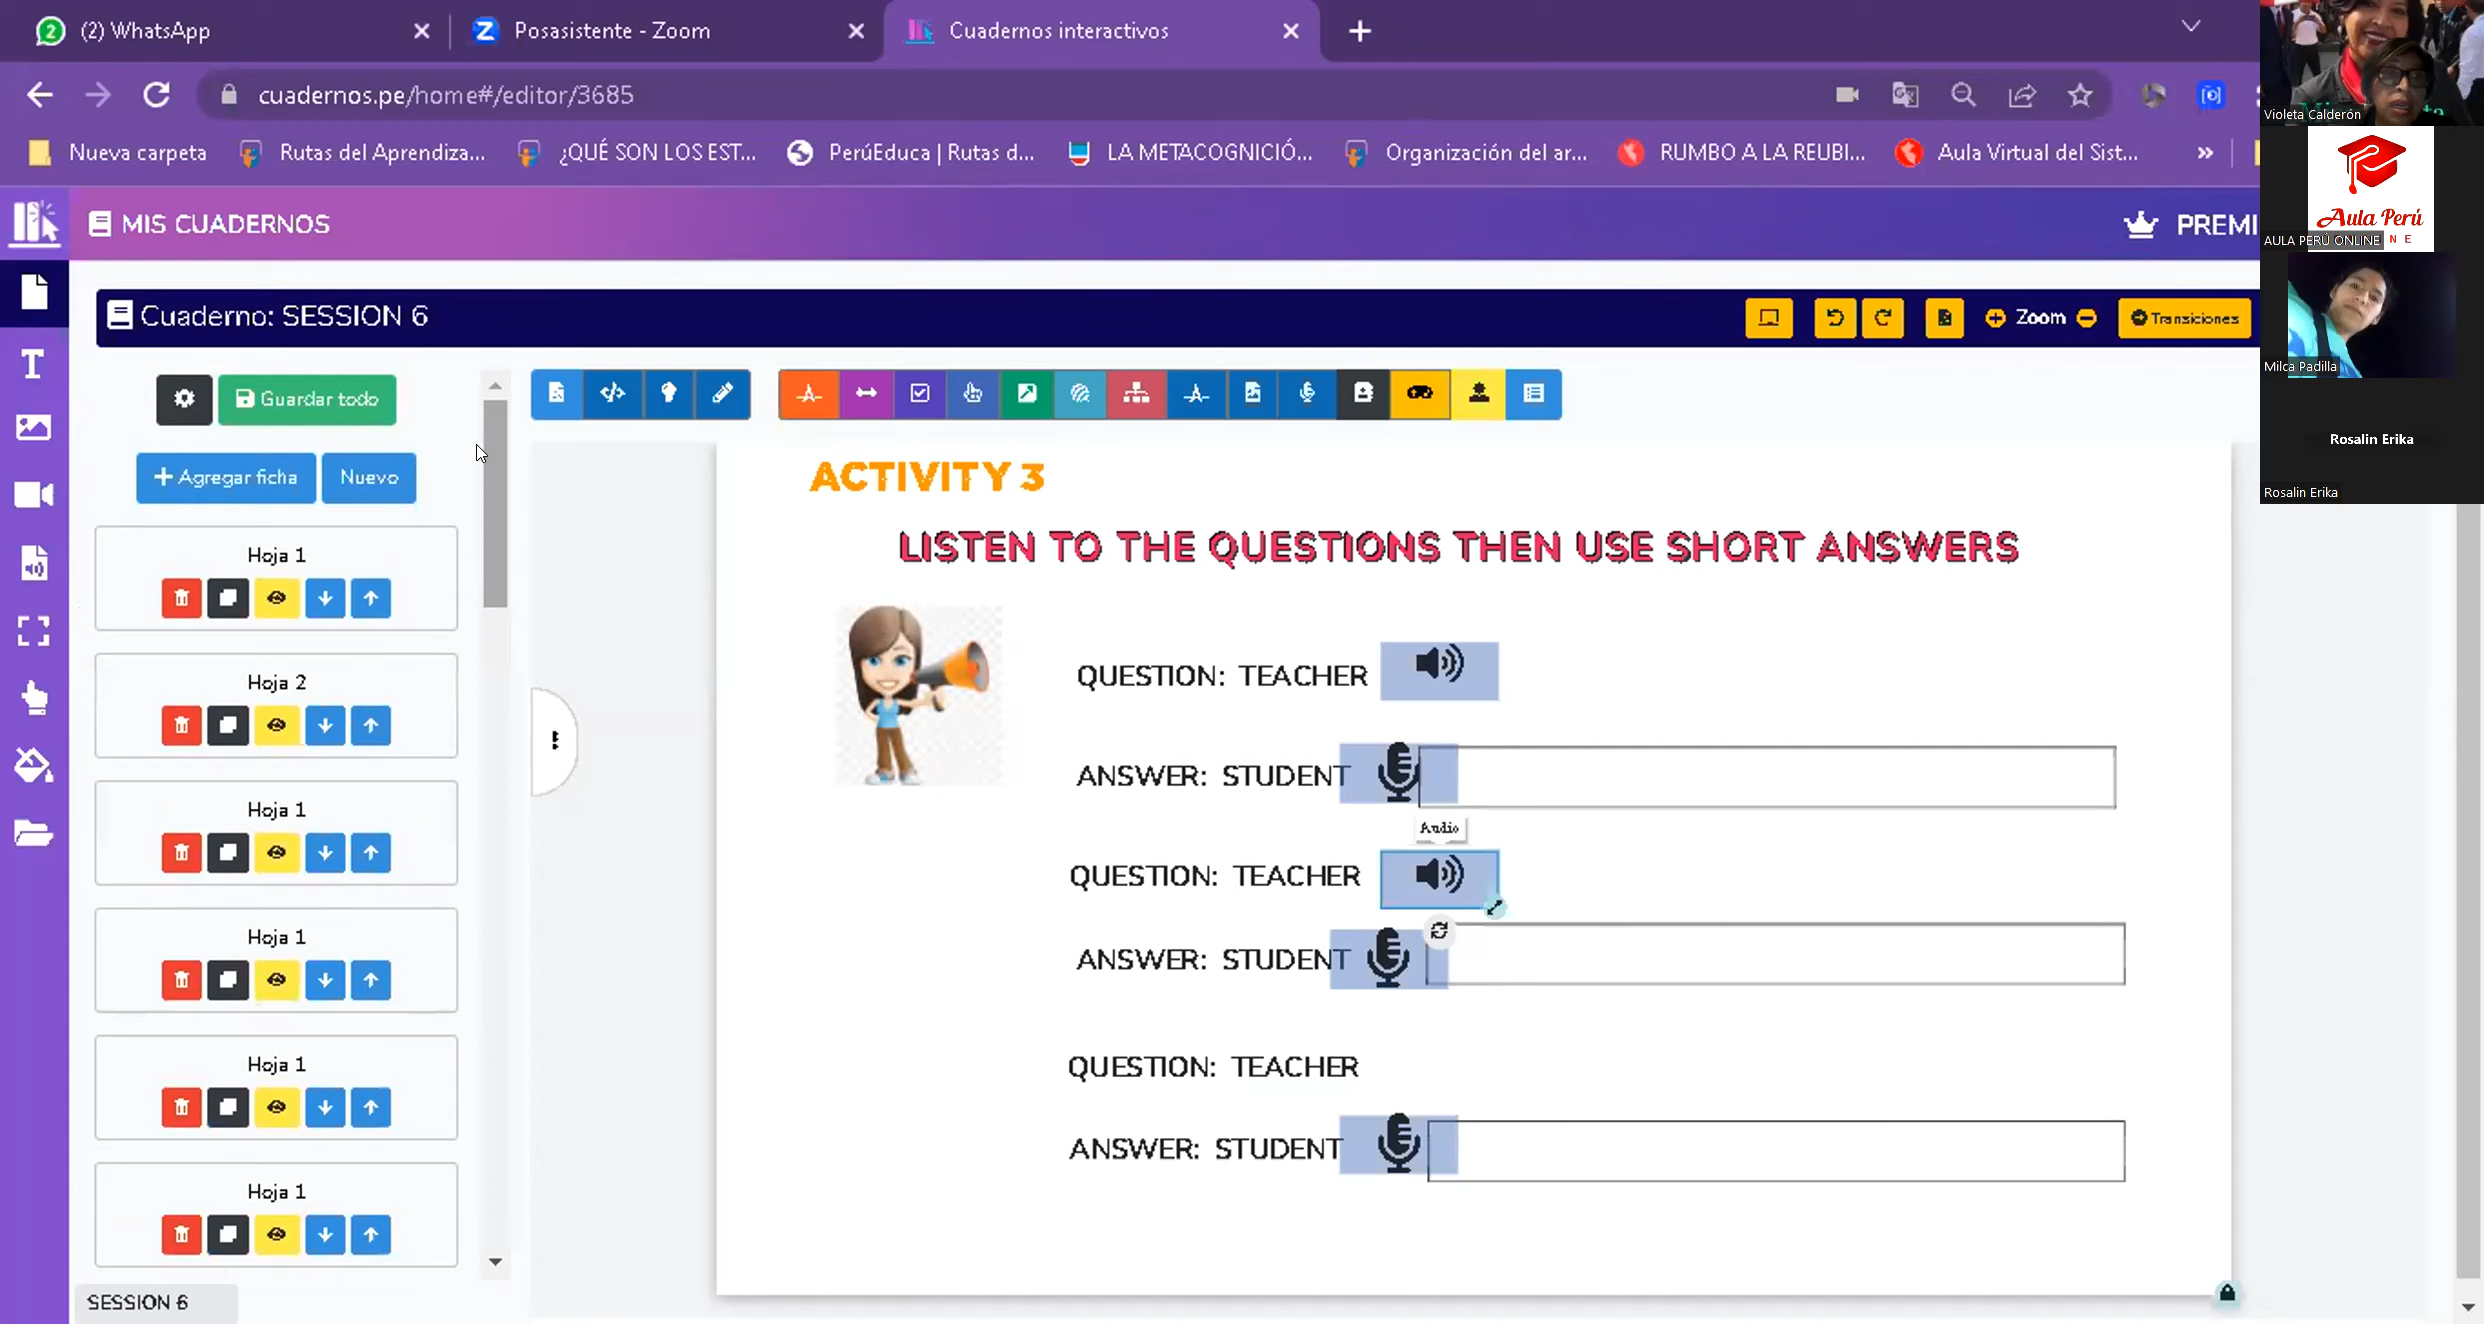 (2) WhatsApp
Posasistente - Zoom
Cuadernos interactivos
cuadernos.pe/home#/editor/3685
Nueva carpeta
Rutas del Aprendiza...
¿QUÉ SON LOS EST...
PerúEduca | Rutas d...
LA METACOGNICIÓ...
Organización del ar...
RUMBO A LA REUBI...
Aula Virtual del Sist...
Violeta Calderón
Aula Perú
AULA PERÚ ONLINE
N E
Milca Padilla
Rosalin Erika
Rosalin Erika
MIS CUADERNOS
PREMI
Cuaderno: SESSION 6
Zoom
Transiciones
Guardar todo
Agregar ficha
Nuevo
Hoja 1
Hoja 2
Hoja 1
Hoja 1
Hoja 1
Hoja 1
SESSION 6
ACTIVITY 3
LISTEN TO THE QUESTIONS THEN USE SHORT ANSWERS
QUESTION: TEACHER
ANSWER: STUDENT
Audio
QUESTION: TEACHER
ANSWER: STUDENT
QUESTION: TEACHER
ANSWER: STUDENT